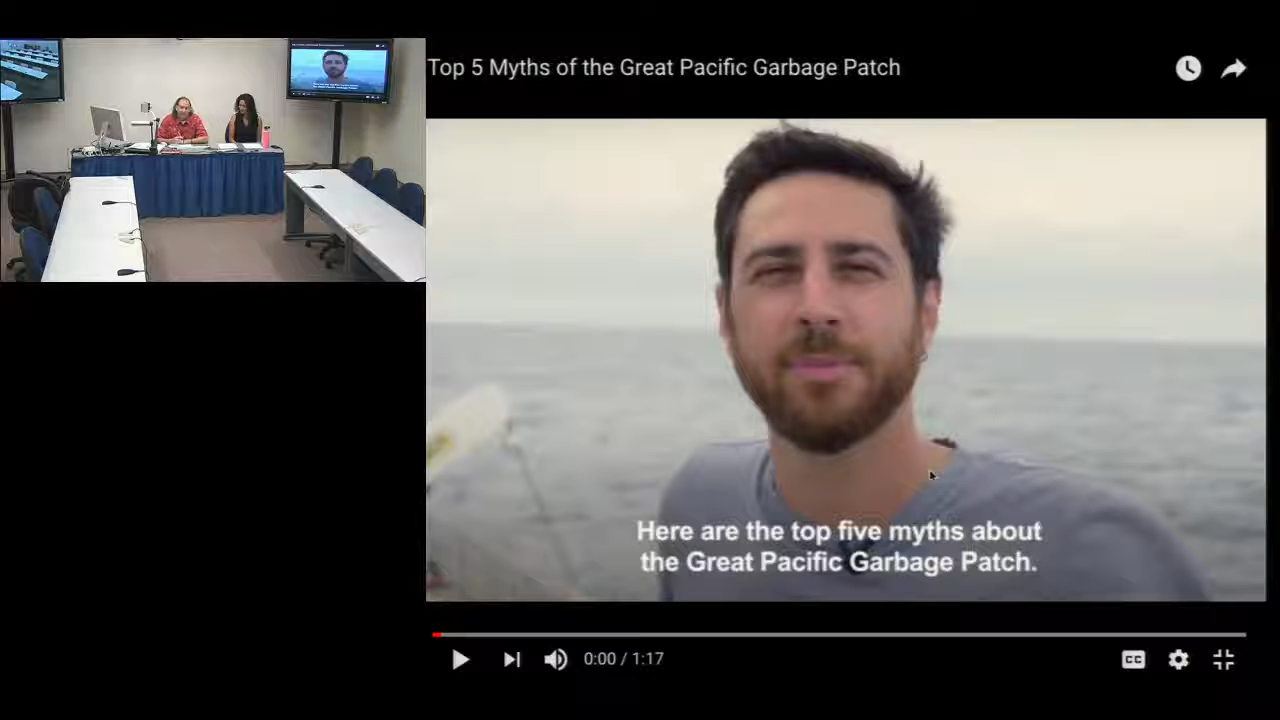 Top 5 Myths of the Great Pacific Garbage Patch
Here are the top five myths about
the Great Pacific Garbage Patch.
0:00 / 1:17
CC